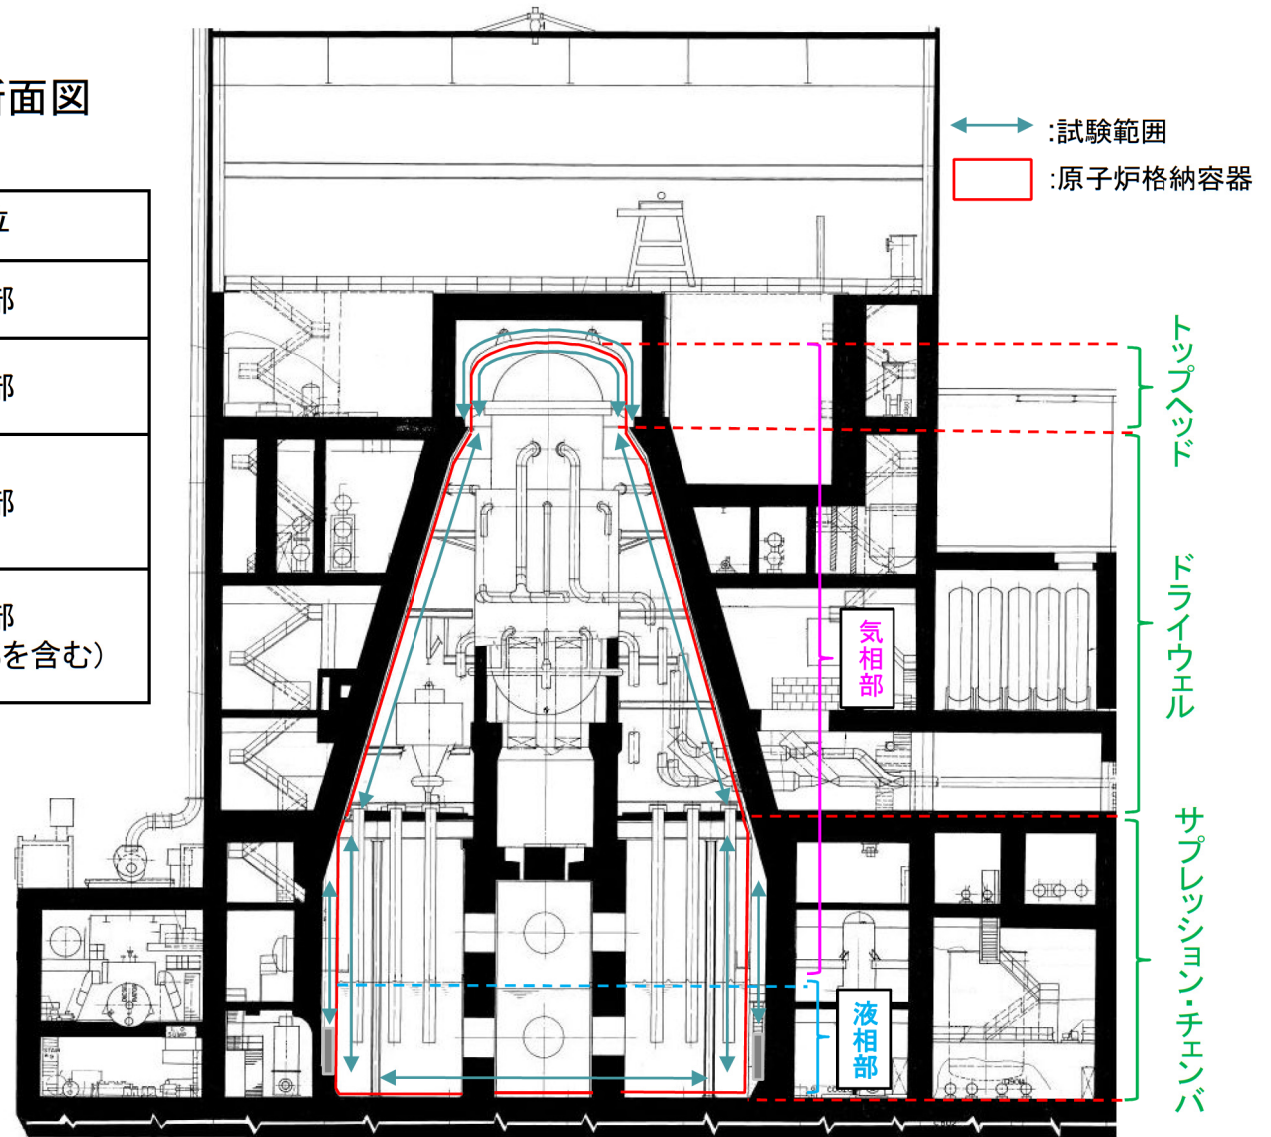 断面図
:試験範囲
:原子炉格納容器
位
部
部
部
部
を含む）
トップヘッド
ドライウェル
気相部
サプレッション・チェンバ
液相部